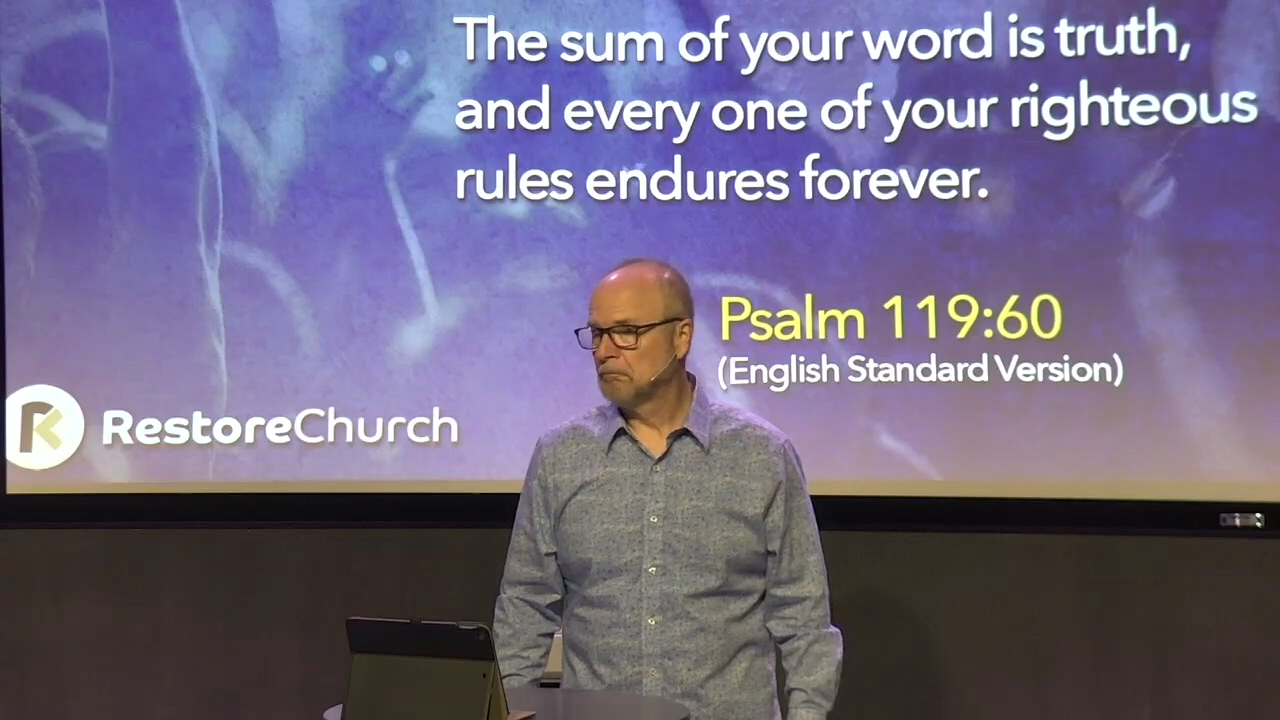 The sum of your word is truth,
and every one of your righteous
rules endures forever.
Psalm 119:60
(English Standard Version)
RestoreChurch